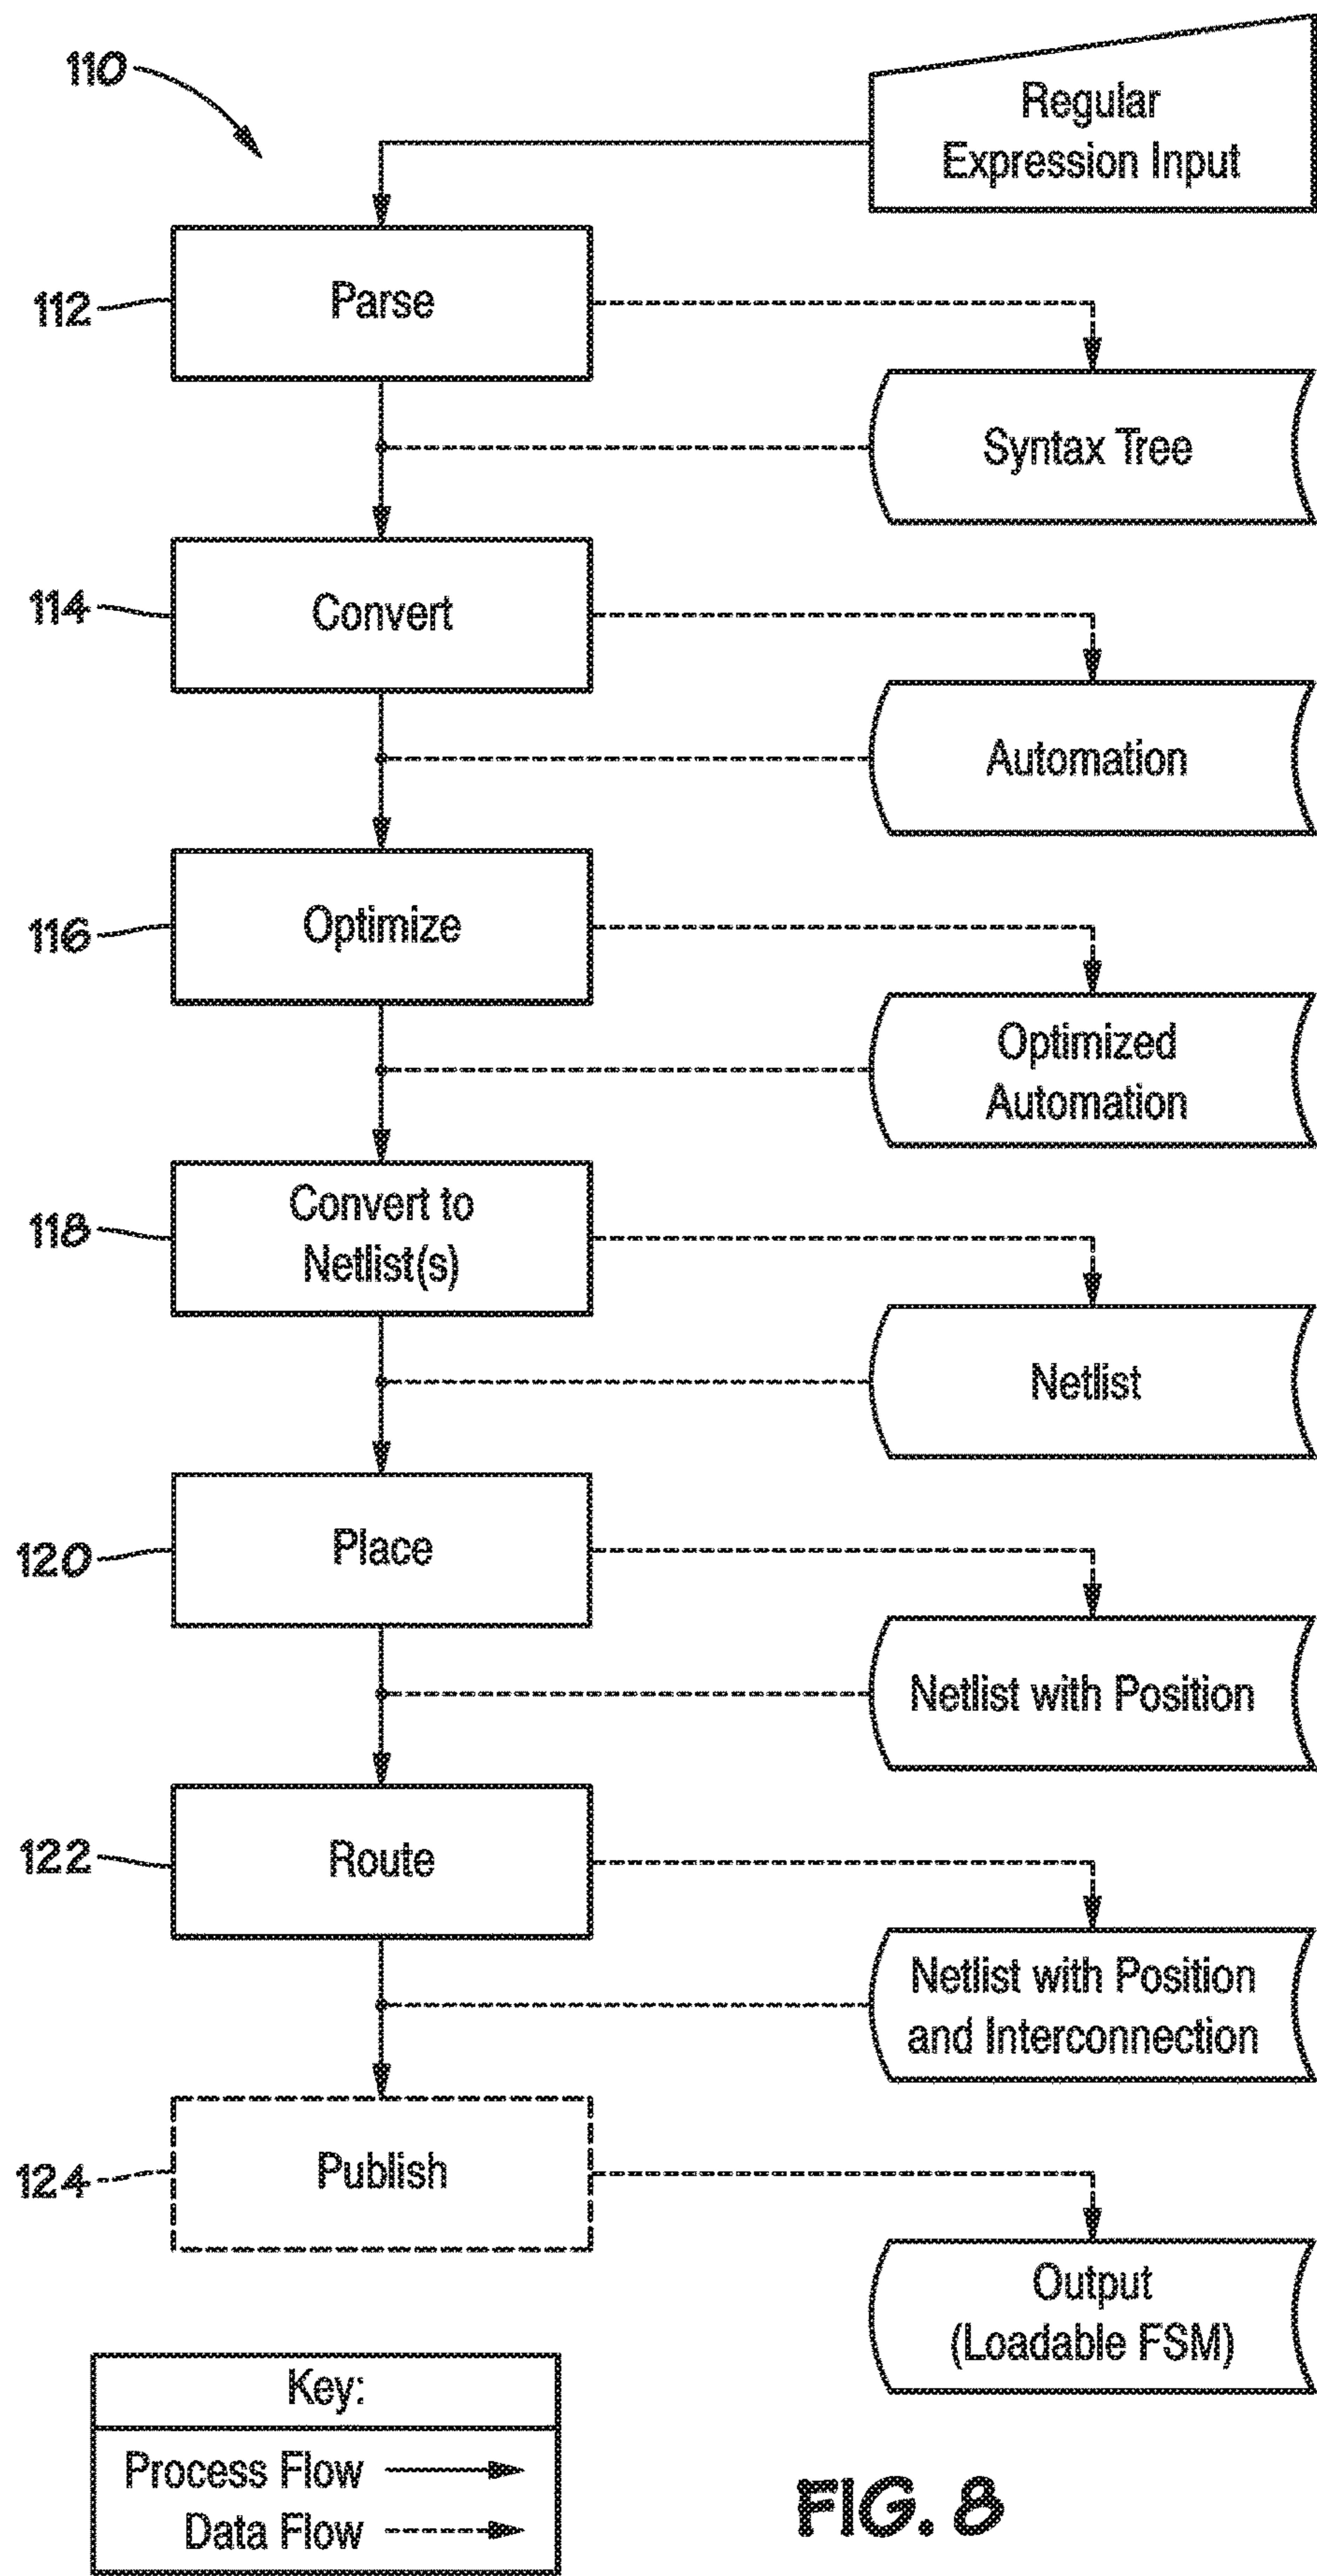 110
Regular
Expression Input
112
Parse
Syntax Tree
114
Convert
Automation
116
Optimize
Optimized
Automation
118
Convert to
Netlist(s)
Netlist
120
Place
Netlist with Position
122
Route
Netlist with Position
and Interconnection
124
Publish
Output
(Loadable FSM)
Key:
Process Flow
Data Flow
FIG. 8